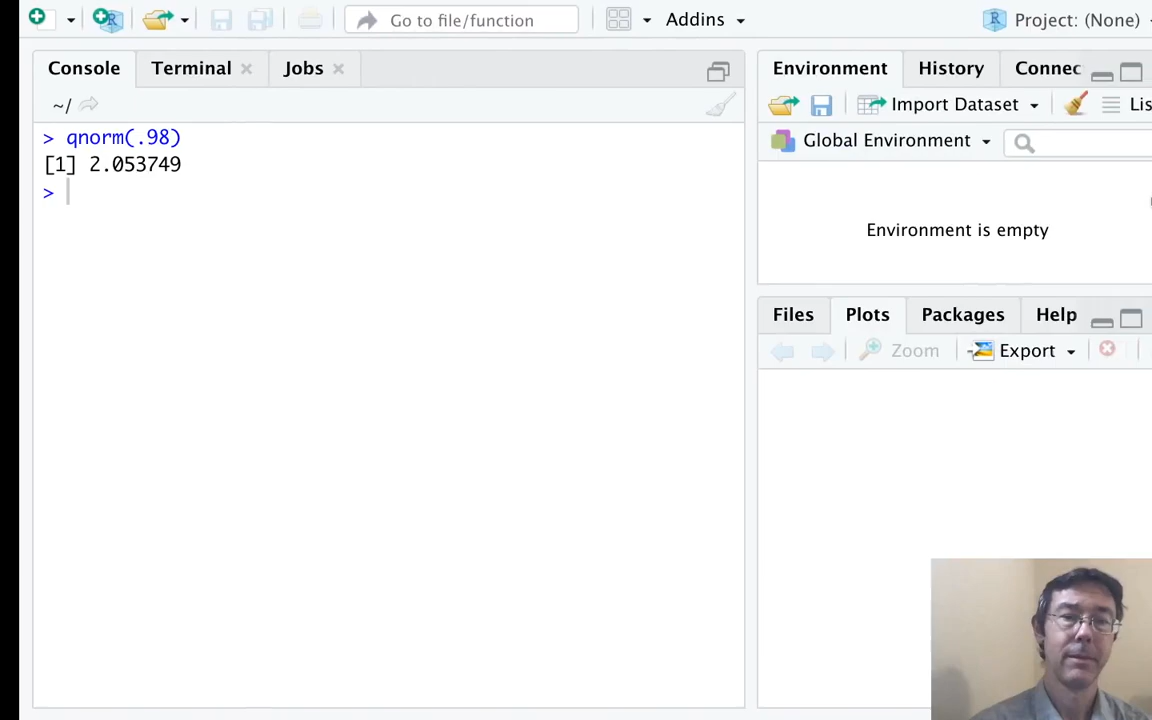 Go to file/function
Addins
Project: (None)
Console
Terminal
Jobs
~/
> qnorm(.98)
[1] 2.053749
>
Environment
History
Connec
Import Dataset
Lis
Global Environment
Environment is empty
Files
Plots
Packages
Help
Zoom
Export